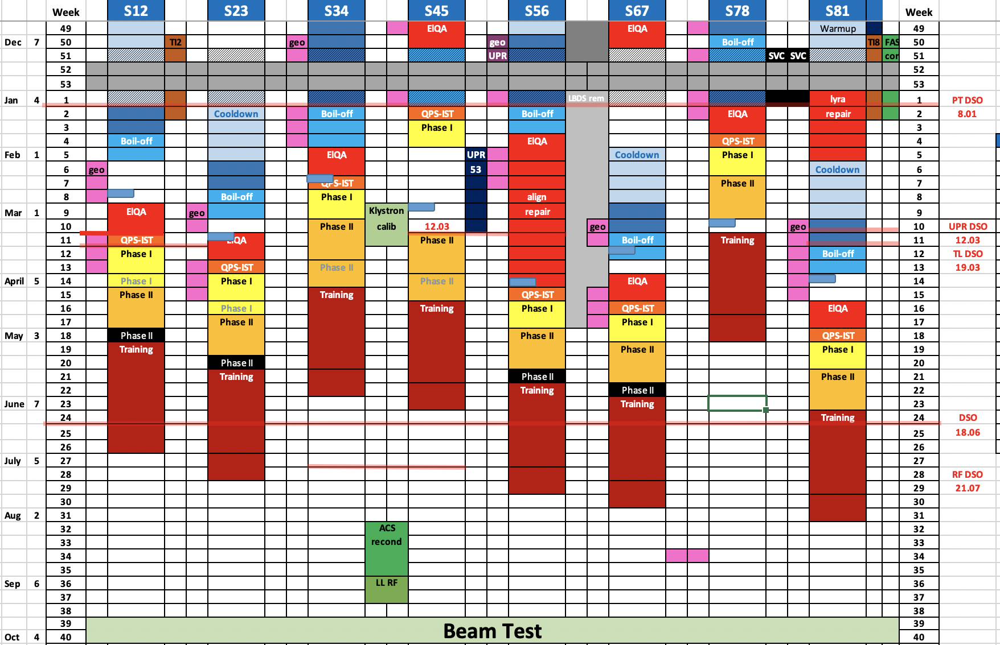 Week S12 S23 S34 S45 S56 S67 S78 S81 Week
49 ElQA ElQA Warmup 49
Dec 7 50 TI2 geo geo Boil-off TI8 FAS 50
51 UPR SVC SVC cor 51
52 52
53 53
Jan 4 1 LBDS rem lyra 1 PT DSO
2 Cooldown Boil-off QPS-IST Boil-off ElQA repair 2 8.01
3 Phase I 3
4 Boil-off ElQA QPS-IST 4
Feb 1 5 ElQA UPR Cooldown Phase I 5
6 geo 53 Cooldown 6
7 QPS-IST Phase II 7
8 Boil-off Phase I align 8
Mar 1 9 ElQA geo Klystron repair 9
10 Phase II calib 12.03 geo geo 10 UPR DSO
11 QPS-IST ElQA Phase II Boil-off Training 11 12.03
12 Phase I Boil-off 12 TL DSO
13 QPS-IST Phase II 13 19.03
April 5 14 Phase I Phase I Phase II ElQA 14
15 Phase II Training QPS-IST 15
16 Phase I Training Phase I QPS-IST ElQA 16
17 Phase II Phase I 17
May 3 18 Phase II Phase II QPS-IST 18
19 Training Phase II Phase I 19
20 Phase II 20
21 Training Phase II Phase II 21
22 Training Phase II 22
June 7 23 Training 23
24 Training 24 DSO
25 25 18.06
26 26
July 5 27 27
28 28 RF DSO
29 29 21.07
30 30
Aug 2 31 31
32 ACS 32
33 recond 33
34 34
35 35
Sep 6 36 LL RF 36
37 37
38 38
39 39
Beam Test
Oct 4 40 40